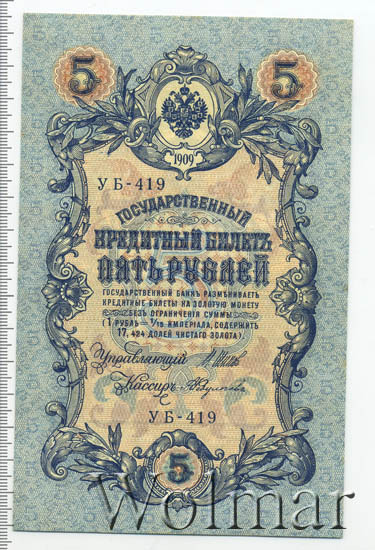 5 5
1909
УБ-419
ГОСУДАРСТВЕННЫЙ
КРЕДИТНЫЙ БИЛЕТЪ
ПЯТЬ РУБЛЕЙ
ГОСУДАРСТВЕННЫЙ БАНКЪ РАЗМѢНИВАЕТЪ
КРЕДИТНЫЕ БИЛЕТЫ НА ЗОЛОТУЮ МОНЕТУ
БЕЗЪ ОГРАНИЧЕНІЯ СУММЫ
(1 РУБЛЬ = 1/15 ИМПЕРІАЛА, СОДЕРЖИТЪ
17,424 ДОЛЕЙ ЧИСТАГО ЗОЛОТА).
Управляющій
Кассиръ
УБ-419
5
Wolmar